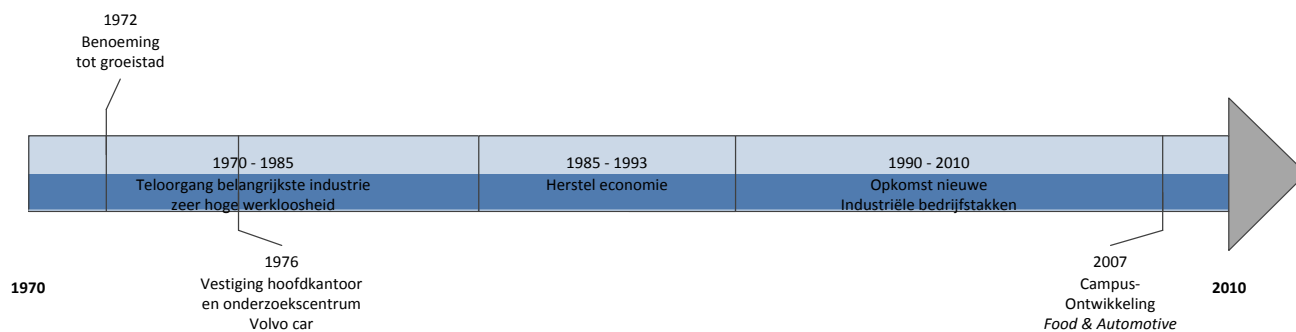 1972
Benoeming
tot groeistad
1970 - 1985
Teloorgang belangrijkste industrie
zeer hoge werkloosheid
1985 - 1993
Herstel economie
1990 - 2010
Opkomst nieuwe
Industriële bedrijfstakken
1970
1976
Vestiging hoofdkantoor
en onderzoekscentrum
Volvo car
2007
Campus-
Ontwikkeling
Food & Automotive
2010